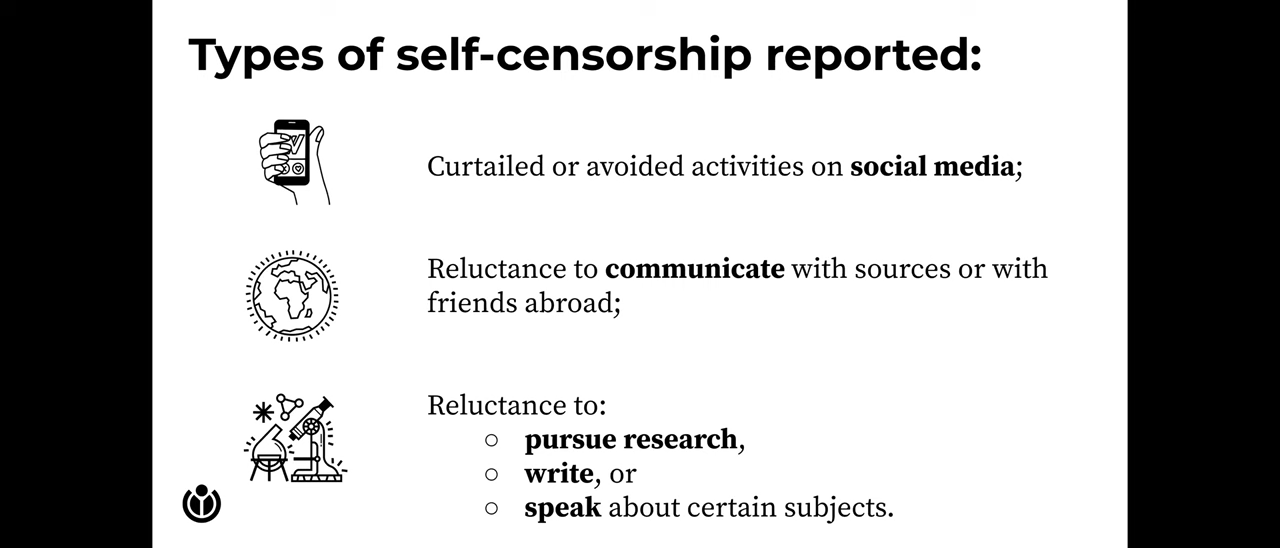 Types of self-censorship reported:
Curtailed or avoided activities on social media;
Reluctance to communicate with sources or with
friends abroad;
Reluctance to:
○ pursue research,
○ write, or
○ speak about certain subjects.